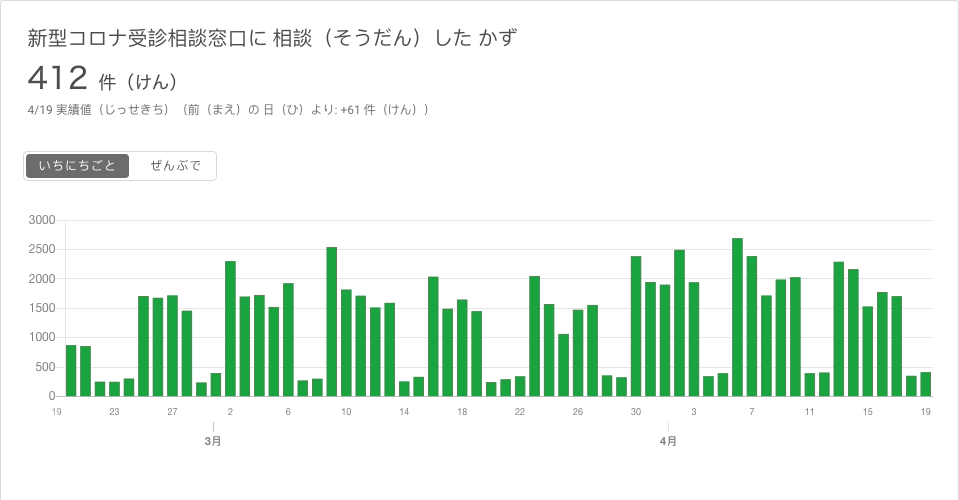 新型コロナ受診相談窓口に 相談（そうだん）した かず
412 件（けん）
4/19 実績値（じっせきち）（前（まえ）の 日（ひ）より: +61 件（けん））
いちにちごと ぜんぶで
3000
2500
2000
1500
1000
500
0
19 23 27 2 6 10 14 18 22 26 30 3 7 11 15 19
3月 4月